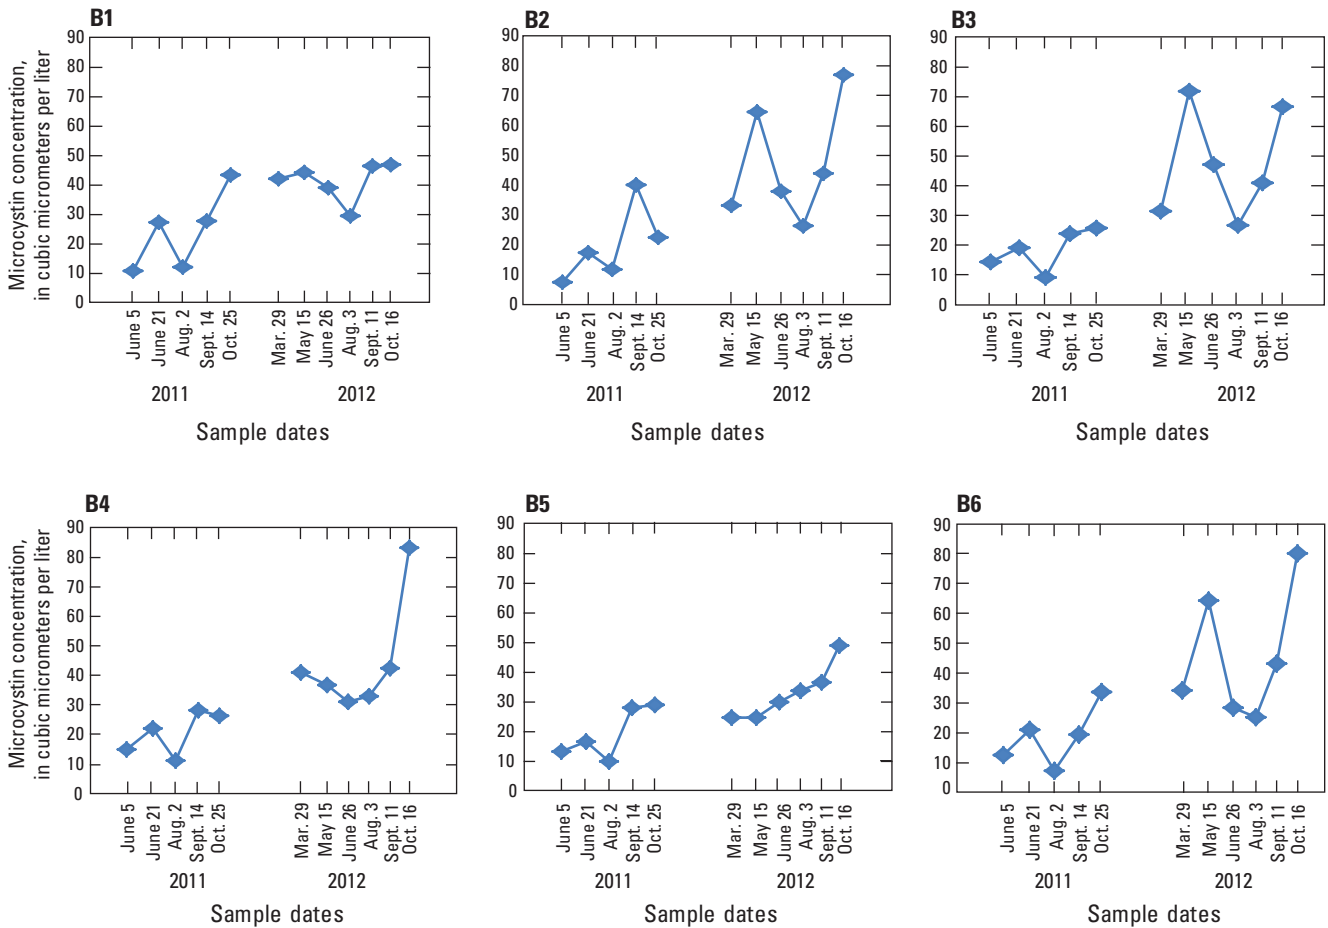 B1
Microcystin concentration,
in cubic micrometers per liter
90
80
70
60
50
40
30
20
10
0
June 5
June 21
Aug. 2
Sept. 14
Oct. 25
Mar. 29
May 15
June 26
Aug. 3
Sept. 11
Oct. 16
2011
2012
Sample dates
B2
90
80
70
60
50
40
30
20
10
0
June 5
June 21
Aug. 2
Sept. 14
Oct. 25
Mar. 29
May 15
June 26
Aug. 3
Sept. 11
Oct. 16
2011
2012
Sample dates
B3
90
80
70
60
50
40
30
20
10
0
June 5
June 21
Aug. 2
Sept. 14
Oct. 25
Mar. 29
May 15
June 26
Aug. 3
Sept. 11
Oct. 16
2011
2012
Sample dates
B4
Microcystin concentration,
in cubic micrometers per liter
90
80
70
60
50
40
30
20
10
0
June 5
June 21
Aug. 2
Sept. 14
Oct. 25
Mar. 29
May 15
June 26
Aug. 3
Sept. 11
Oct. 16
2011
2012
Sample dates
B5
90
80
70
60
50
40
30
20
10
0
June 5
June 21
Aug. 2
Sept. 14
Oct. 25
Mar. 29
May 15
June 26
Aug. 3
Sept. 11
Oct. 16
2011
2012
Sample dates
B6
90
80
70
60
50
40
30
20
10
0
June 5
June 21
Aug. 2
Sept. 14
Oct. 25
Mar. 29
May 15
June 26
Aug. 3
Sept. 11
Oct. 16
2011
2012
Sample dates